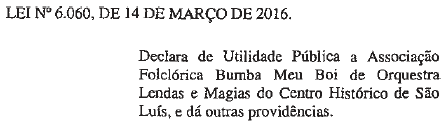 LEI Nº 6.060, DE 14 DE MARÇO DE 2016.
Declara de Utilidade Pública a Associação
Folclórica Bumba Meu Boi de Orquestra
Lendas e Magias do Centro Histórico de São
Luís, e dá outras providências.